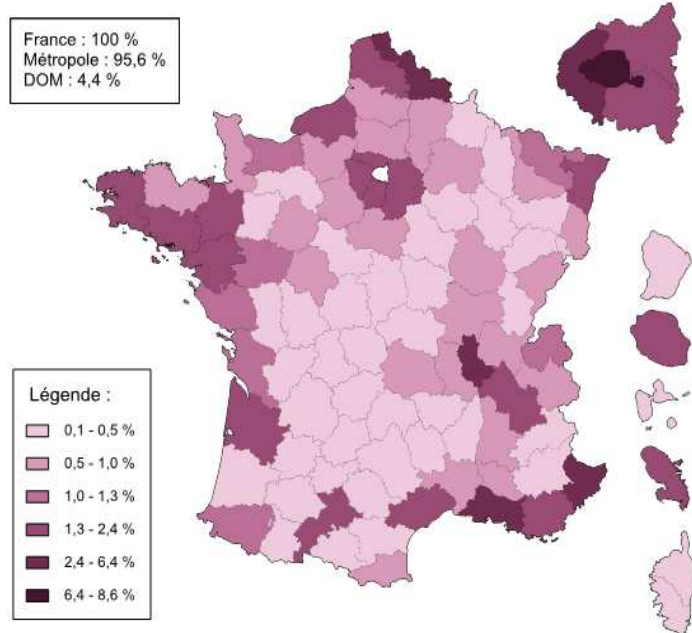 France : 100 %
Métropole : 95,6 %
DOM : 4,4 %
Légende :
0,1 - 0,5 %
0,5 - 1,0 %
1,0 - 1,3 %
1,3 - 2,4 %
2,4 - 6,4 %
6,4 - 8,6 %